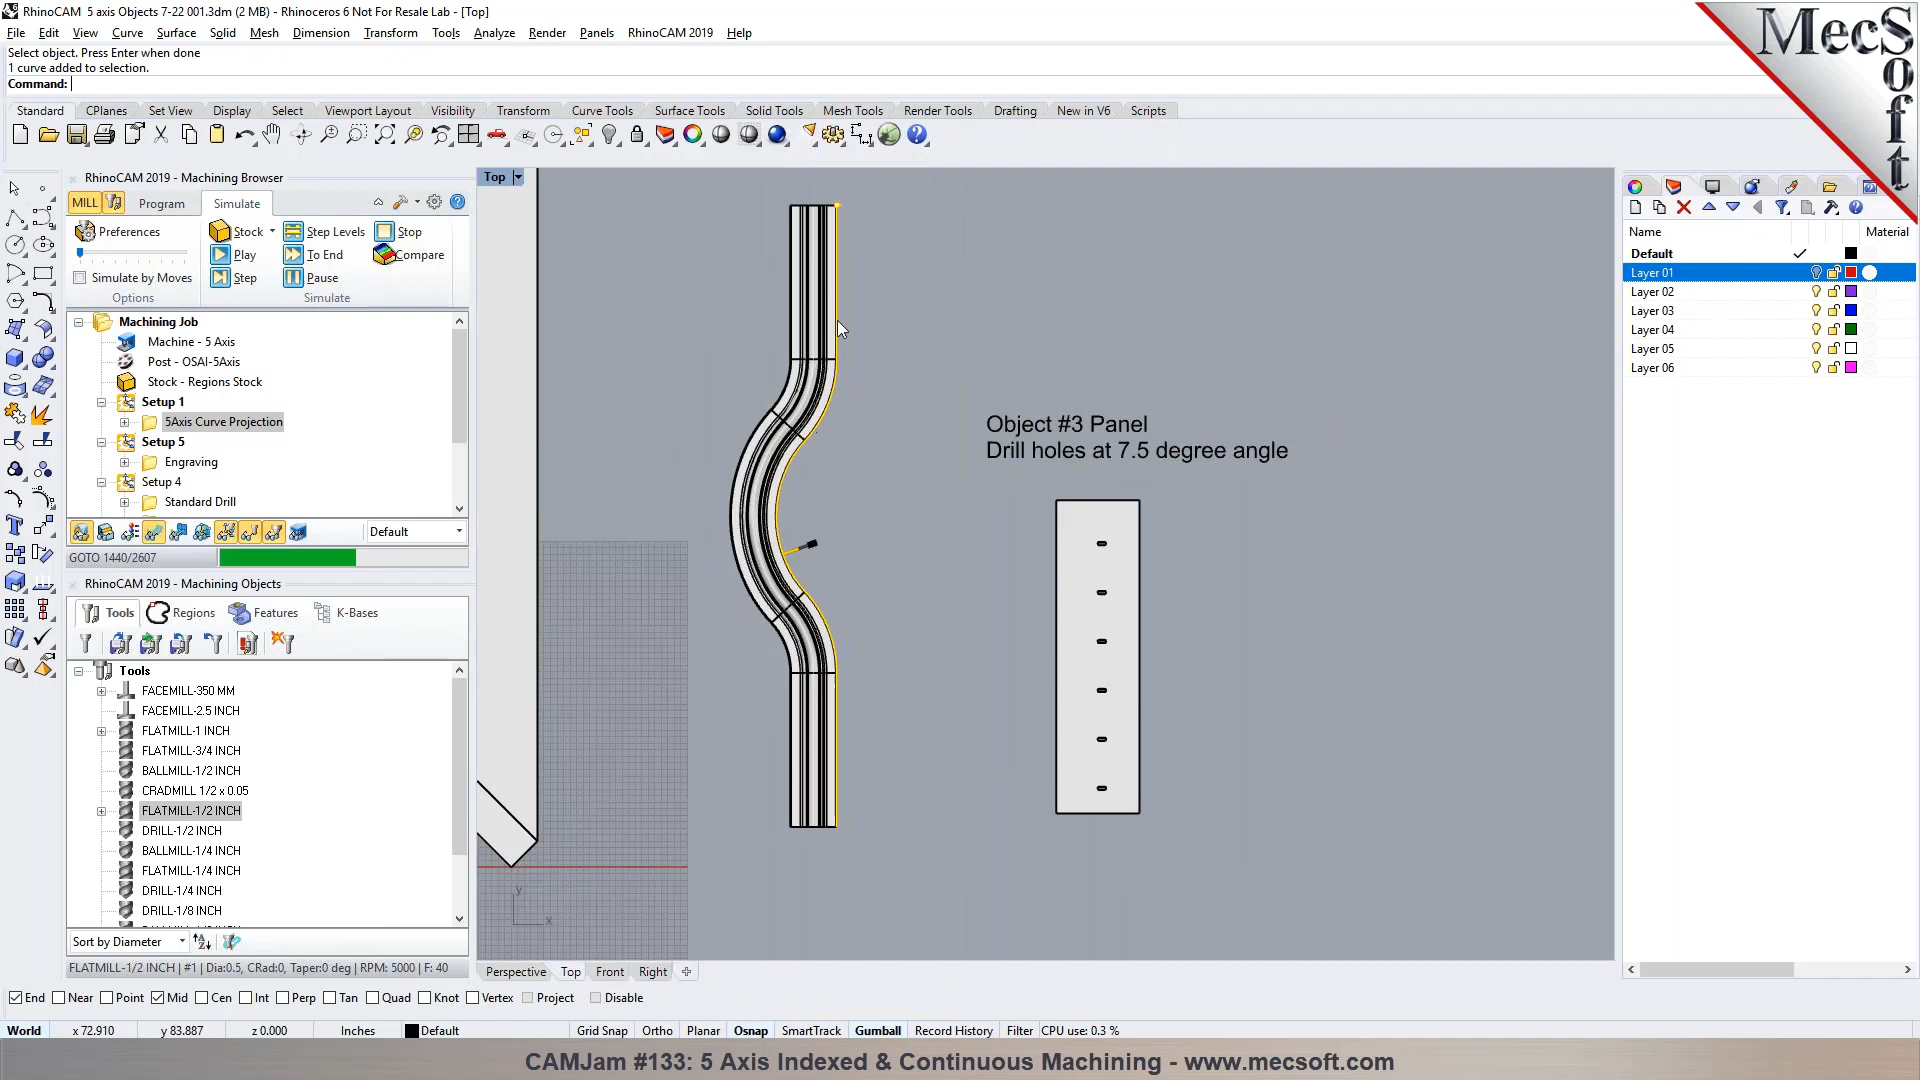 RhinoCAM 5 axis Objects 7-22 001.3dm (2 MB) - Rhinoceros 6 Not For Resale Lab - [Top]
File Edit View Curve Surface Solid Mesh Dimension Transform Tools Analyze Render Panels RhinoCAM 2019 Help
Select object. Press Enter when done
1 curve added to selection.
Command:
Standard CPlanes Set View Display Select Viewport Layout Visibility Transform Curve Tools Surface Tools Solid Tools Mesh Tools Render Tools Drafting New in V6 Scripts
MecSoft
RhinoCAM 2019 - Machining Browser
MILL Program Simulate
Preferences Stock Step Levels Stop
Play To End Compare
Simulate by Moves Step Pause
Options Simulate
Machining Job
Machine - 5 Axis
Post - OSAI-5Axis
Stock - Regions Stock
Setup 1
5Axis Curve Projection
Setup 5
Engraving
Setup 4
Standard Drill
Default
GOTO 1440/2607
RhinoCAM 2019 - Machining Objects
Tools Regions Features K-Bases
Tools
FACEMILL-350 MM
FACEMILL-2.5 INCH
FLATMILL-1 INCH
FLATMILL-3/4 INCH
BALLMILL-1/2 INCH
CRADMILL 1/2 x 0.05
FLATMILL-1/2 INCH
DRILL-1/2 INCH
BALLMILL-1/4 INCH
FLATMILL-1/4 INCH
DRILL-1/4 INCH
DRILL-1/8 INCH
Sort by Diameter
FLATMILL-1/2 INCH | #1 | Dia:0.5, CRad:0, Taper:0 deg | RPM: 5000 | F: 40
Top
Object #3 Panel
Drill holes at 7.5 degree angle
y
x
Perspective Top Front Right
Name Material
Default
Layer 01
Layer 02
Layer 03
Layer 04
Layer 05
Layer 06
End Near Point Mid Cen Int Perp Tan Quad Knot Vertex Project Disable
World x 72.910 y 83.887 z 0.000 Inches Default Grid Snap Ortho Planar Osnap SmartTrack Gumball Record History Filter CPU use: 0.3 %
CAMJam #133: 5 Axis Indexed & Continuous Machining - www.mecsoft.com